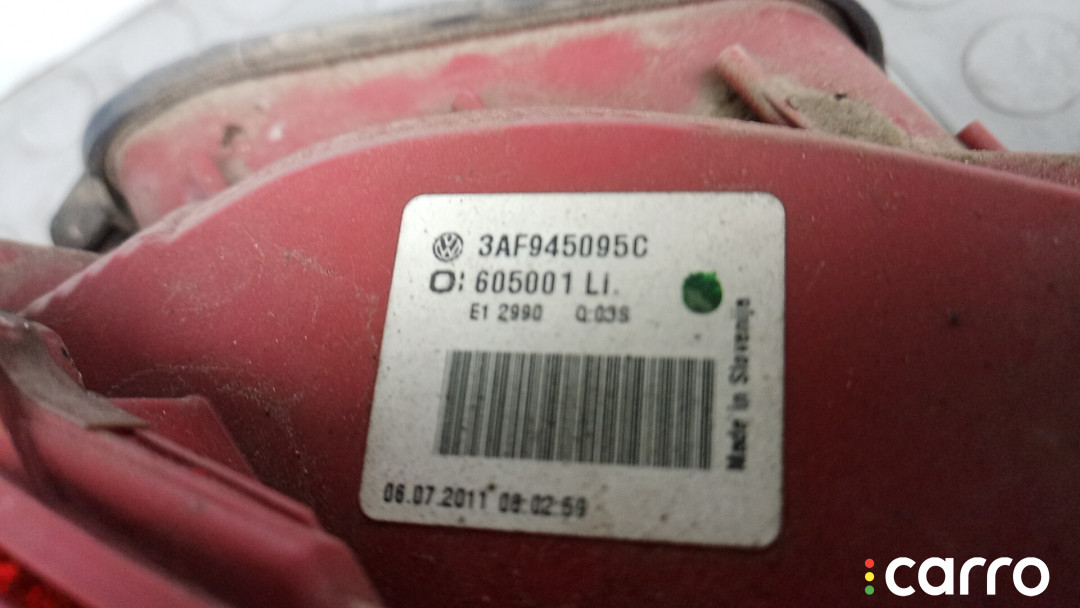 3AF945095C
O: 605001 Li.
E1 2990 Q:03S
Made in Slovenija
06.07.2011 08:02:59
carro